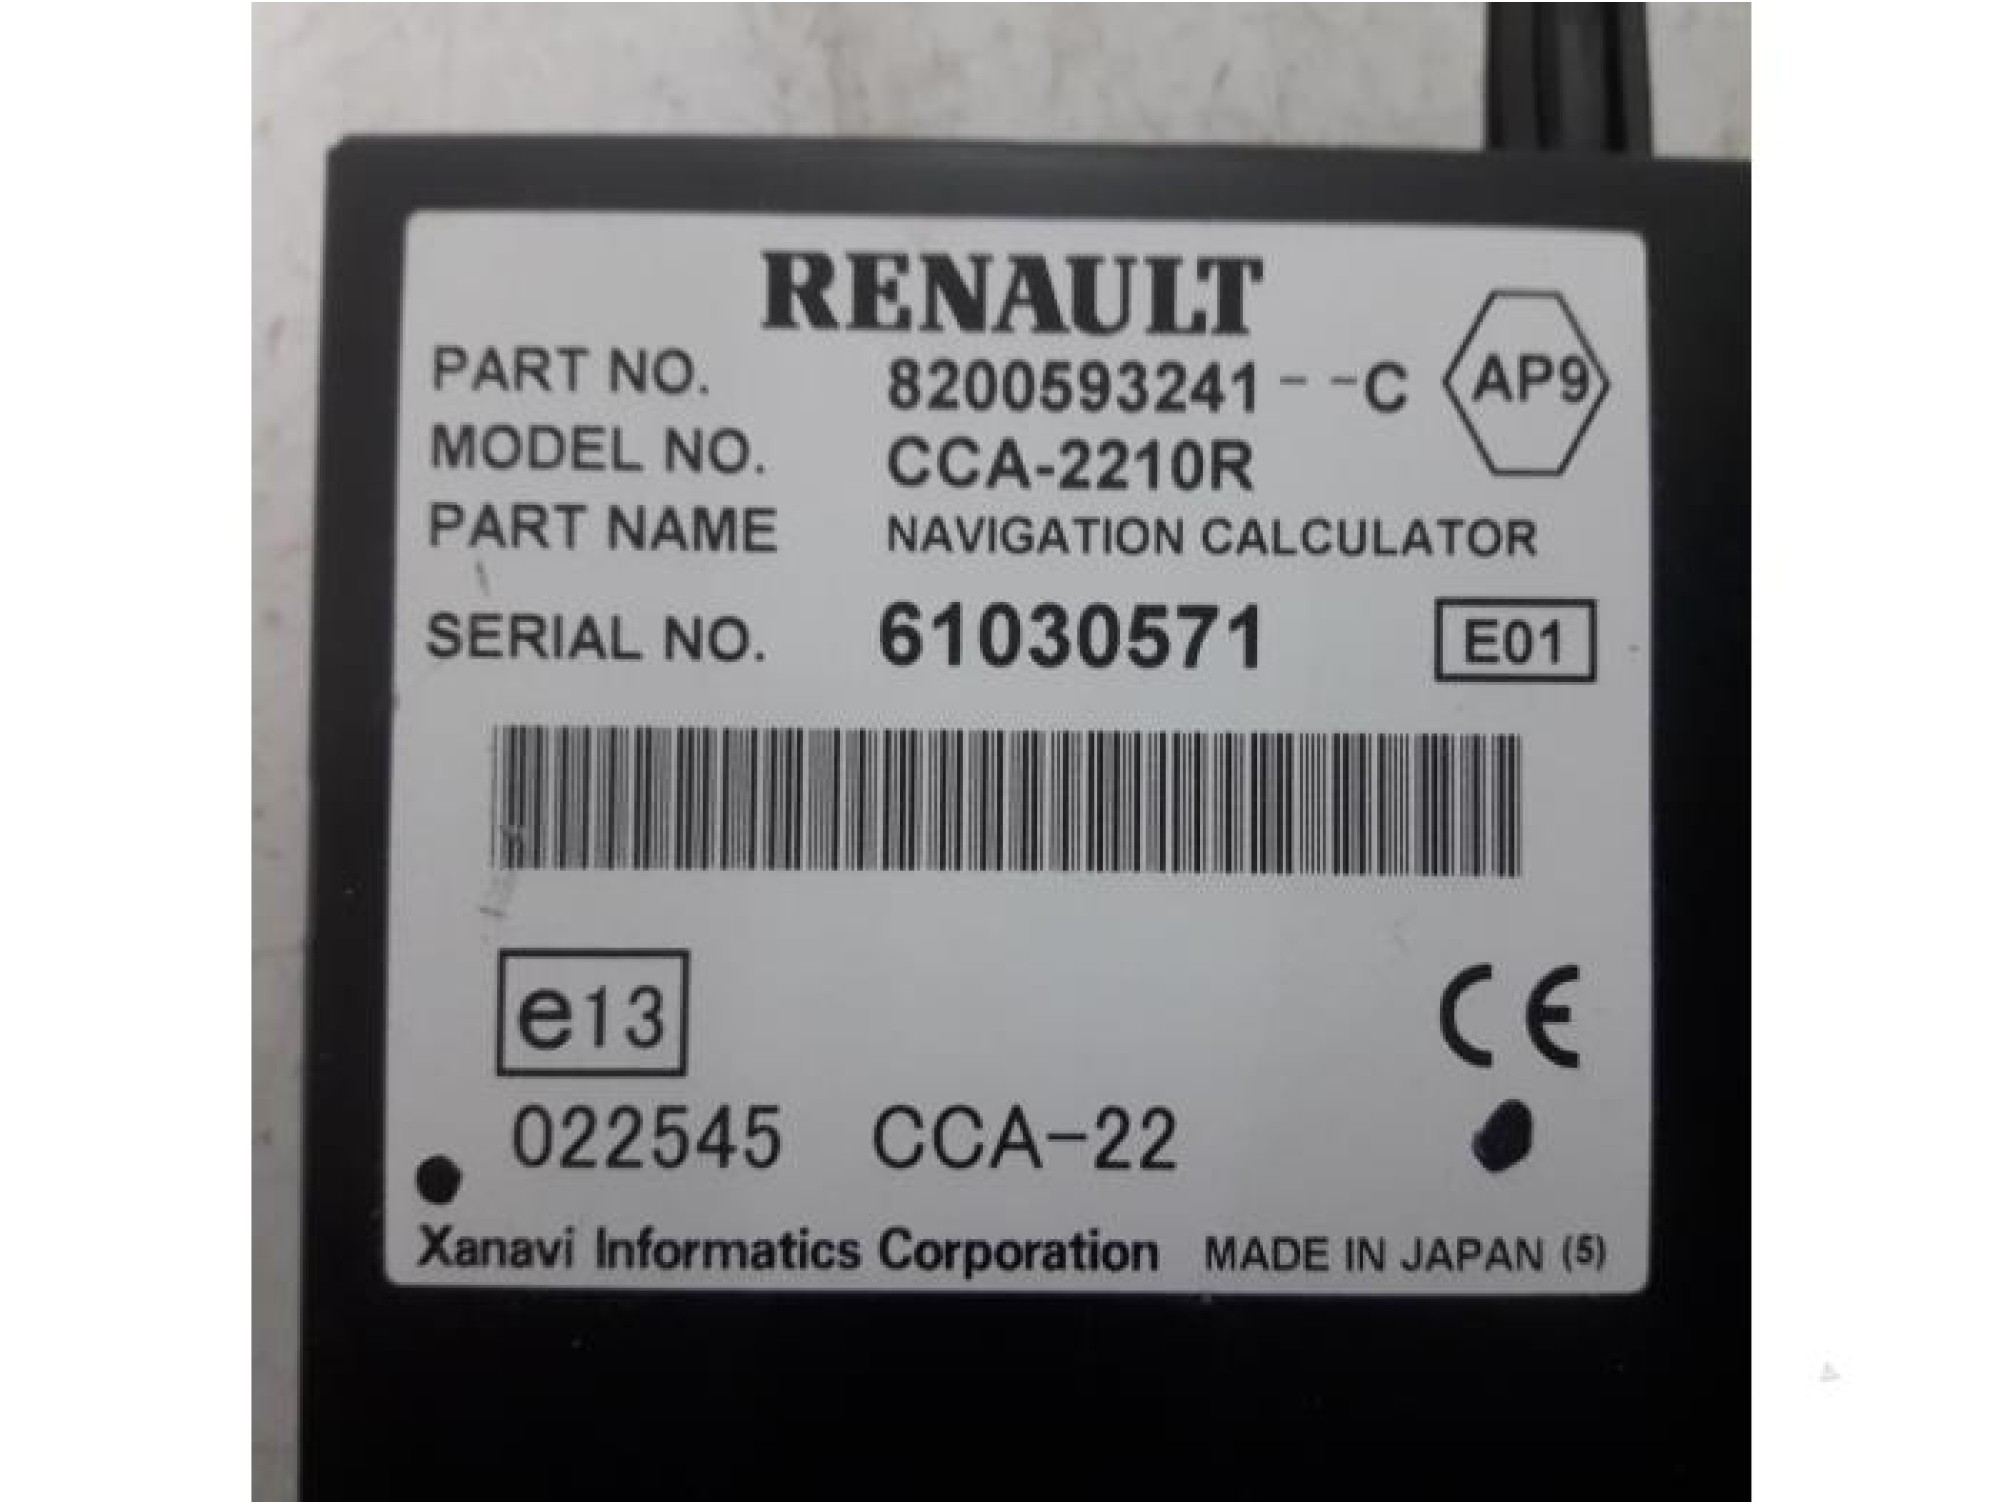 RENAULT
PART NO. 8200593241--C AP9
MODEL NO. CCA-2210R
PART NAME NAVIGATION CALCULATOR
SERIAL NO. 61030571 E01
e13 CE
022545 CCA-22
Xanavi Informatics Corporation MADE IN JAPAN (5)